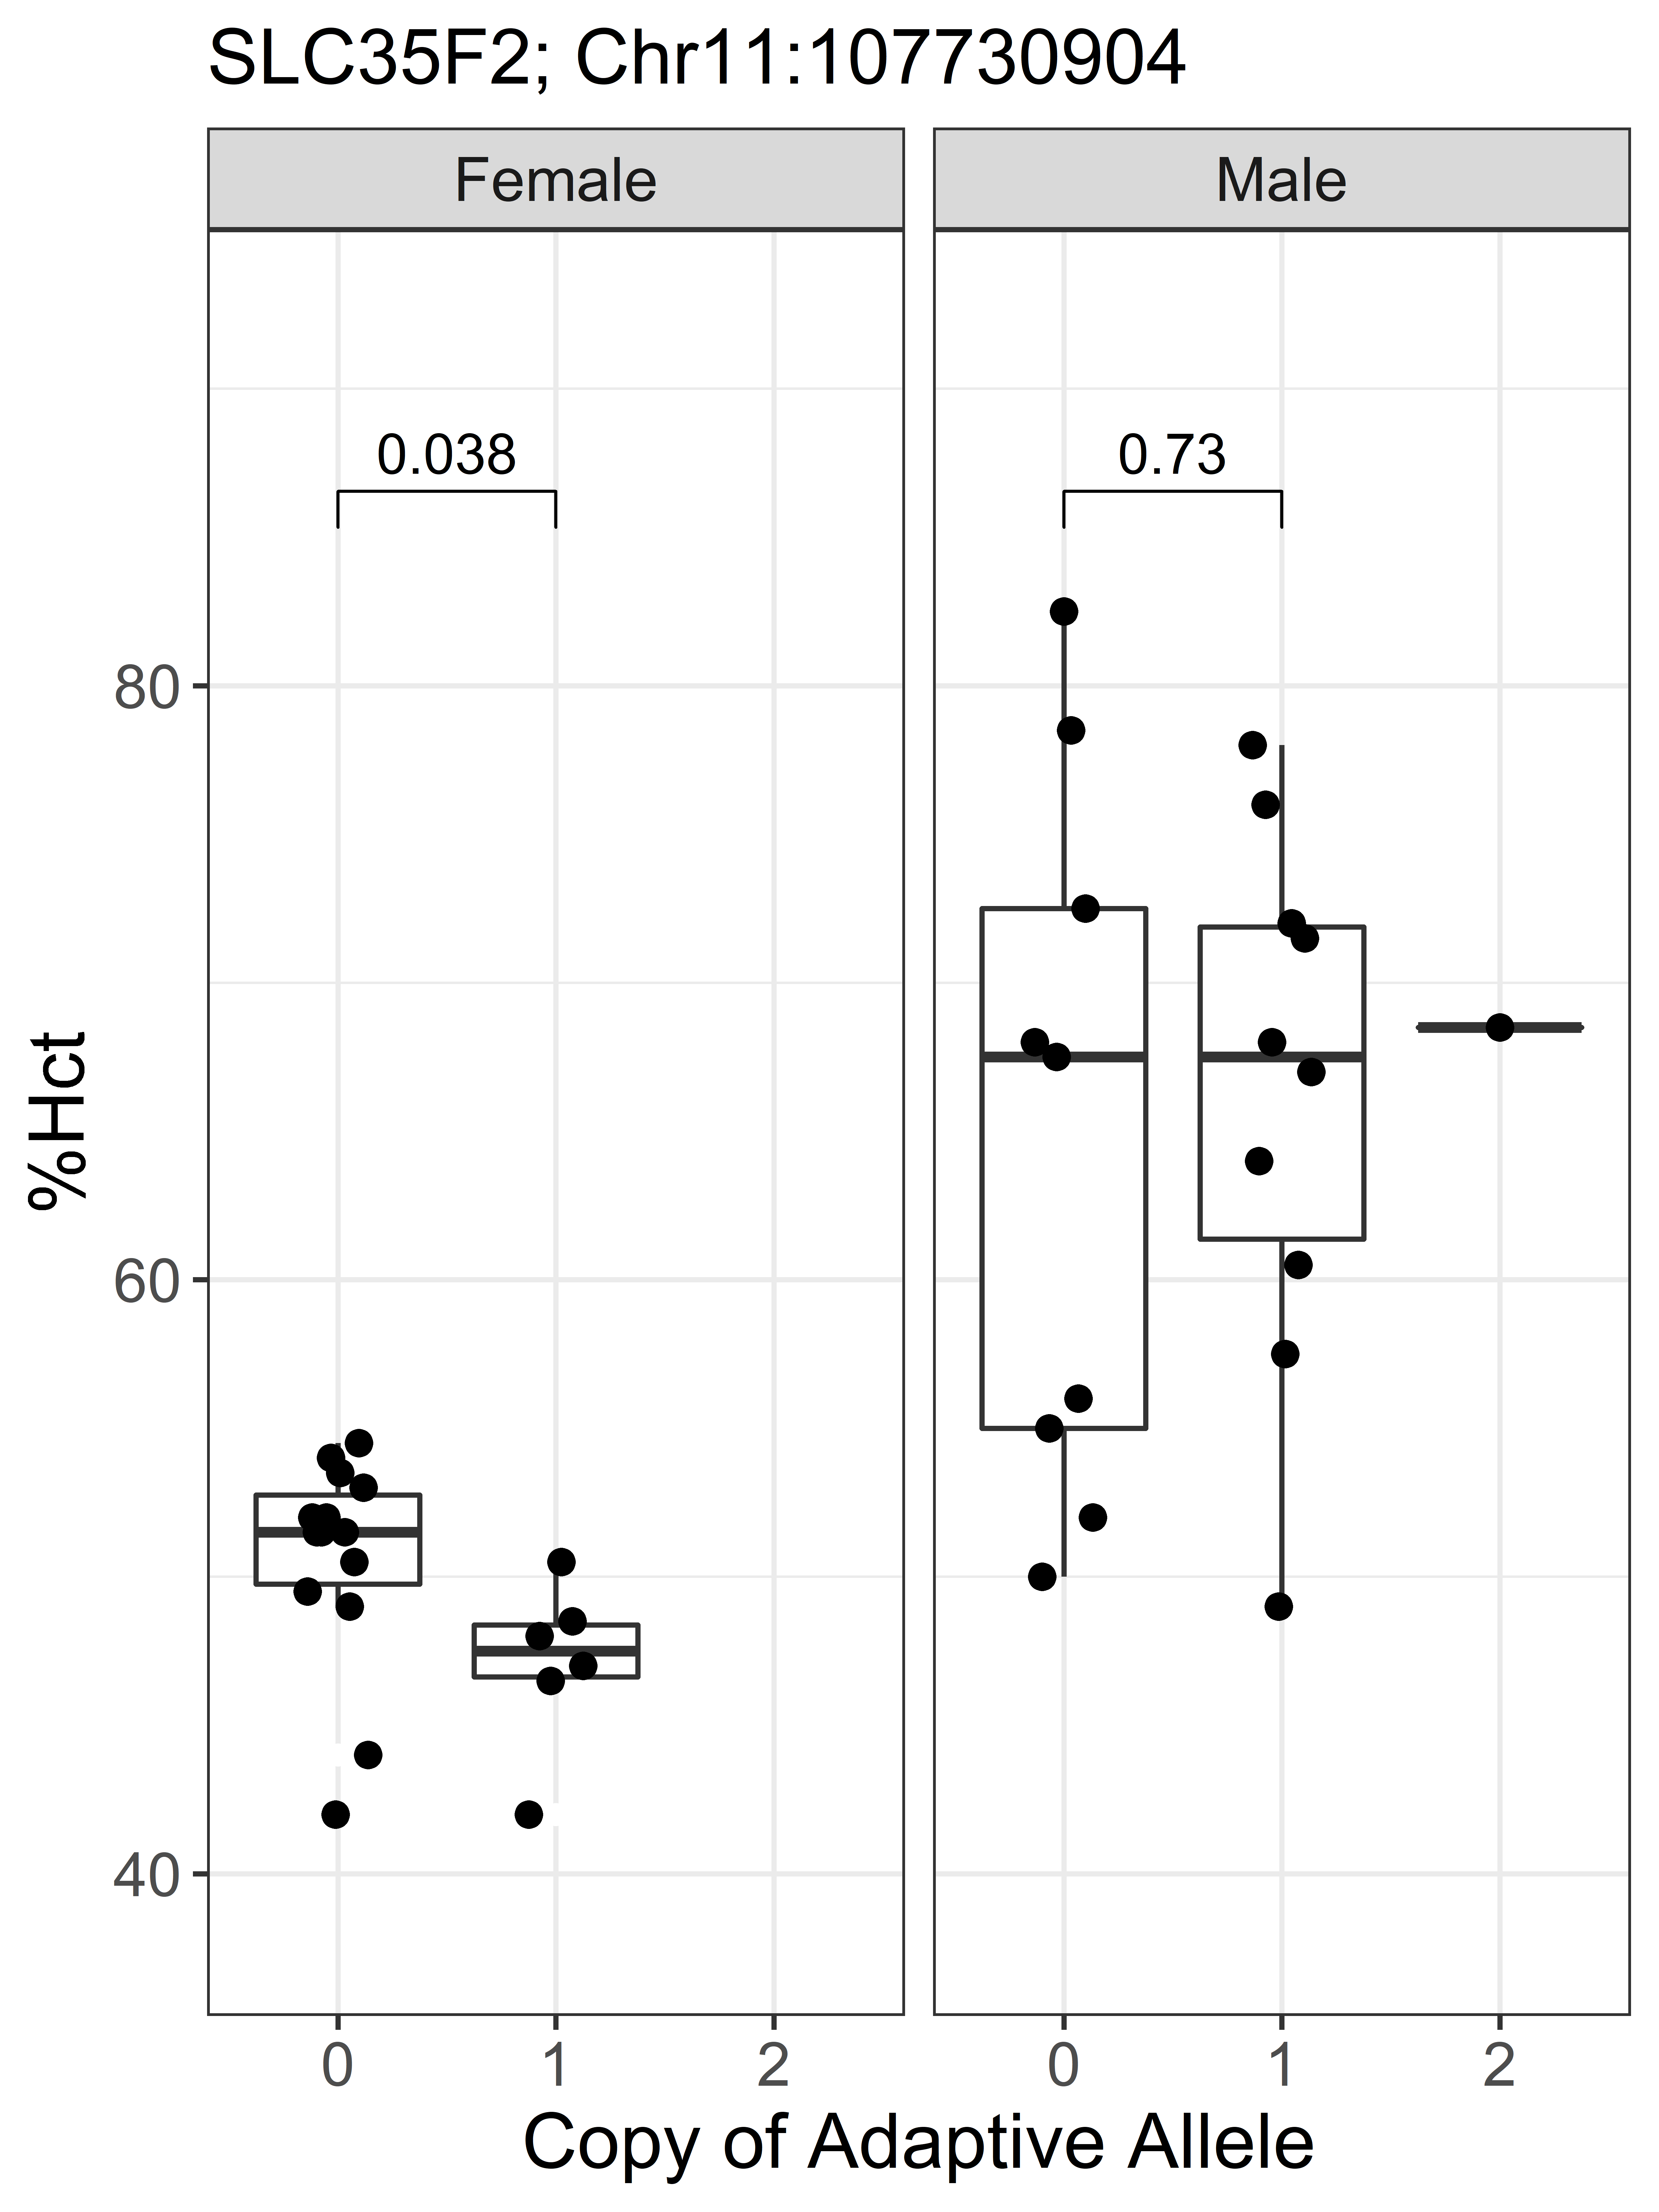 SLC35F2; Chr11:107730904
Female Male
0.038 0.73
80
60
40
%Hct
0 1 2 0 1 2
Copy of Adaptive Allele